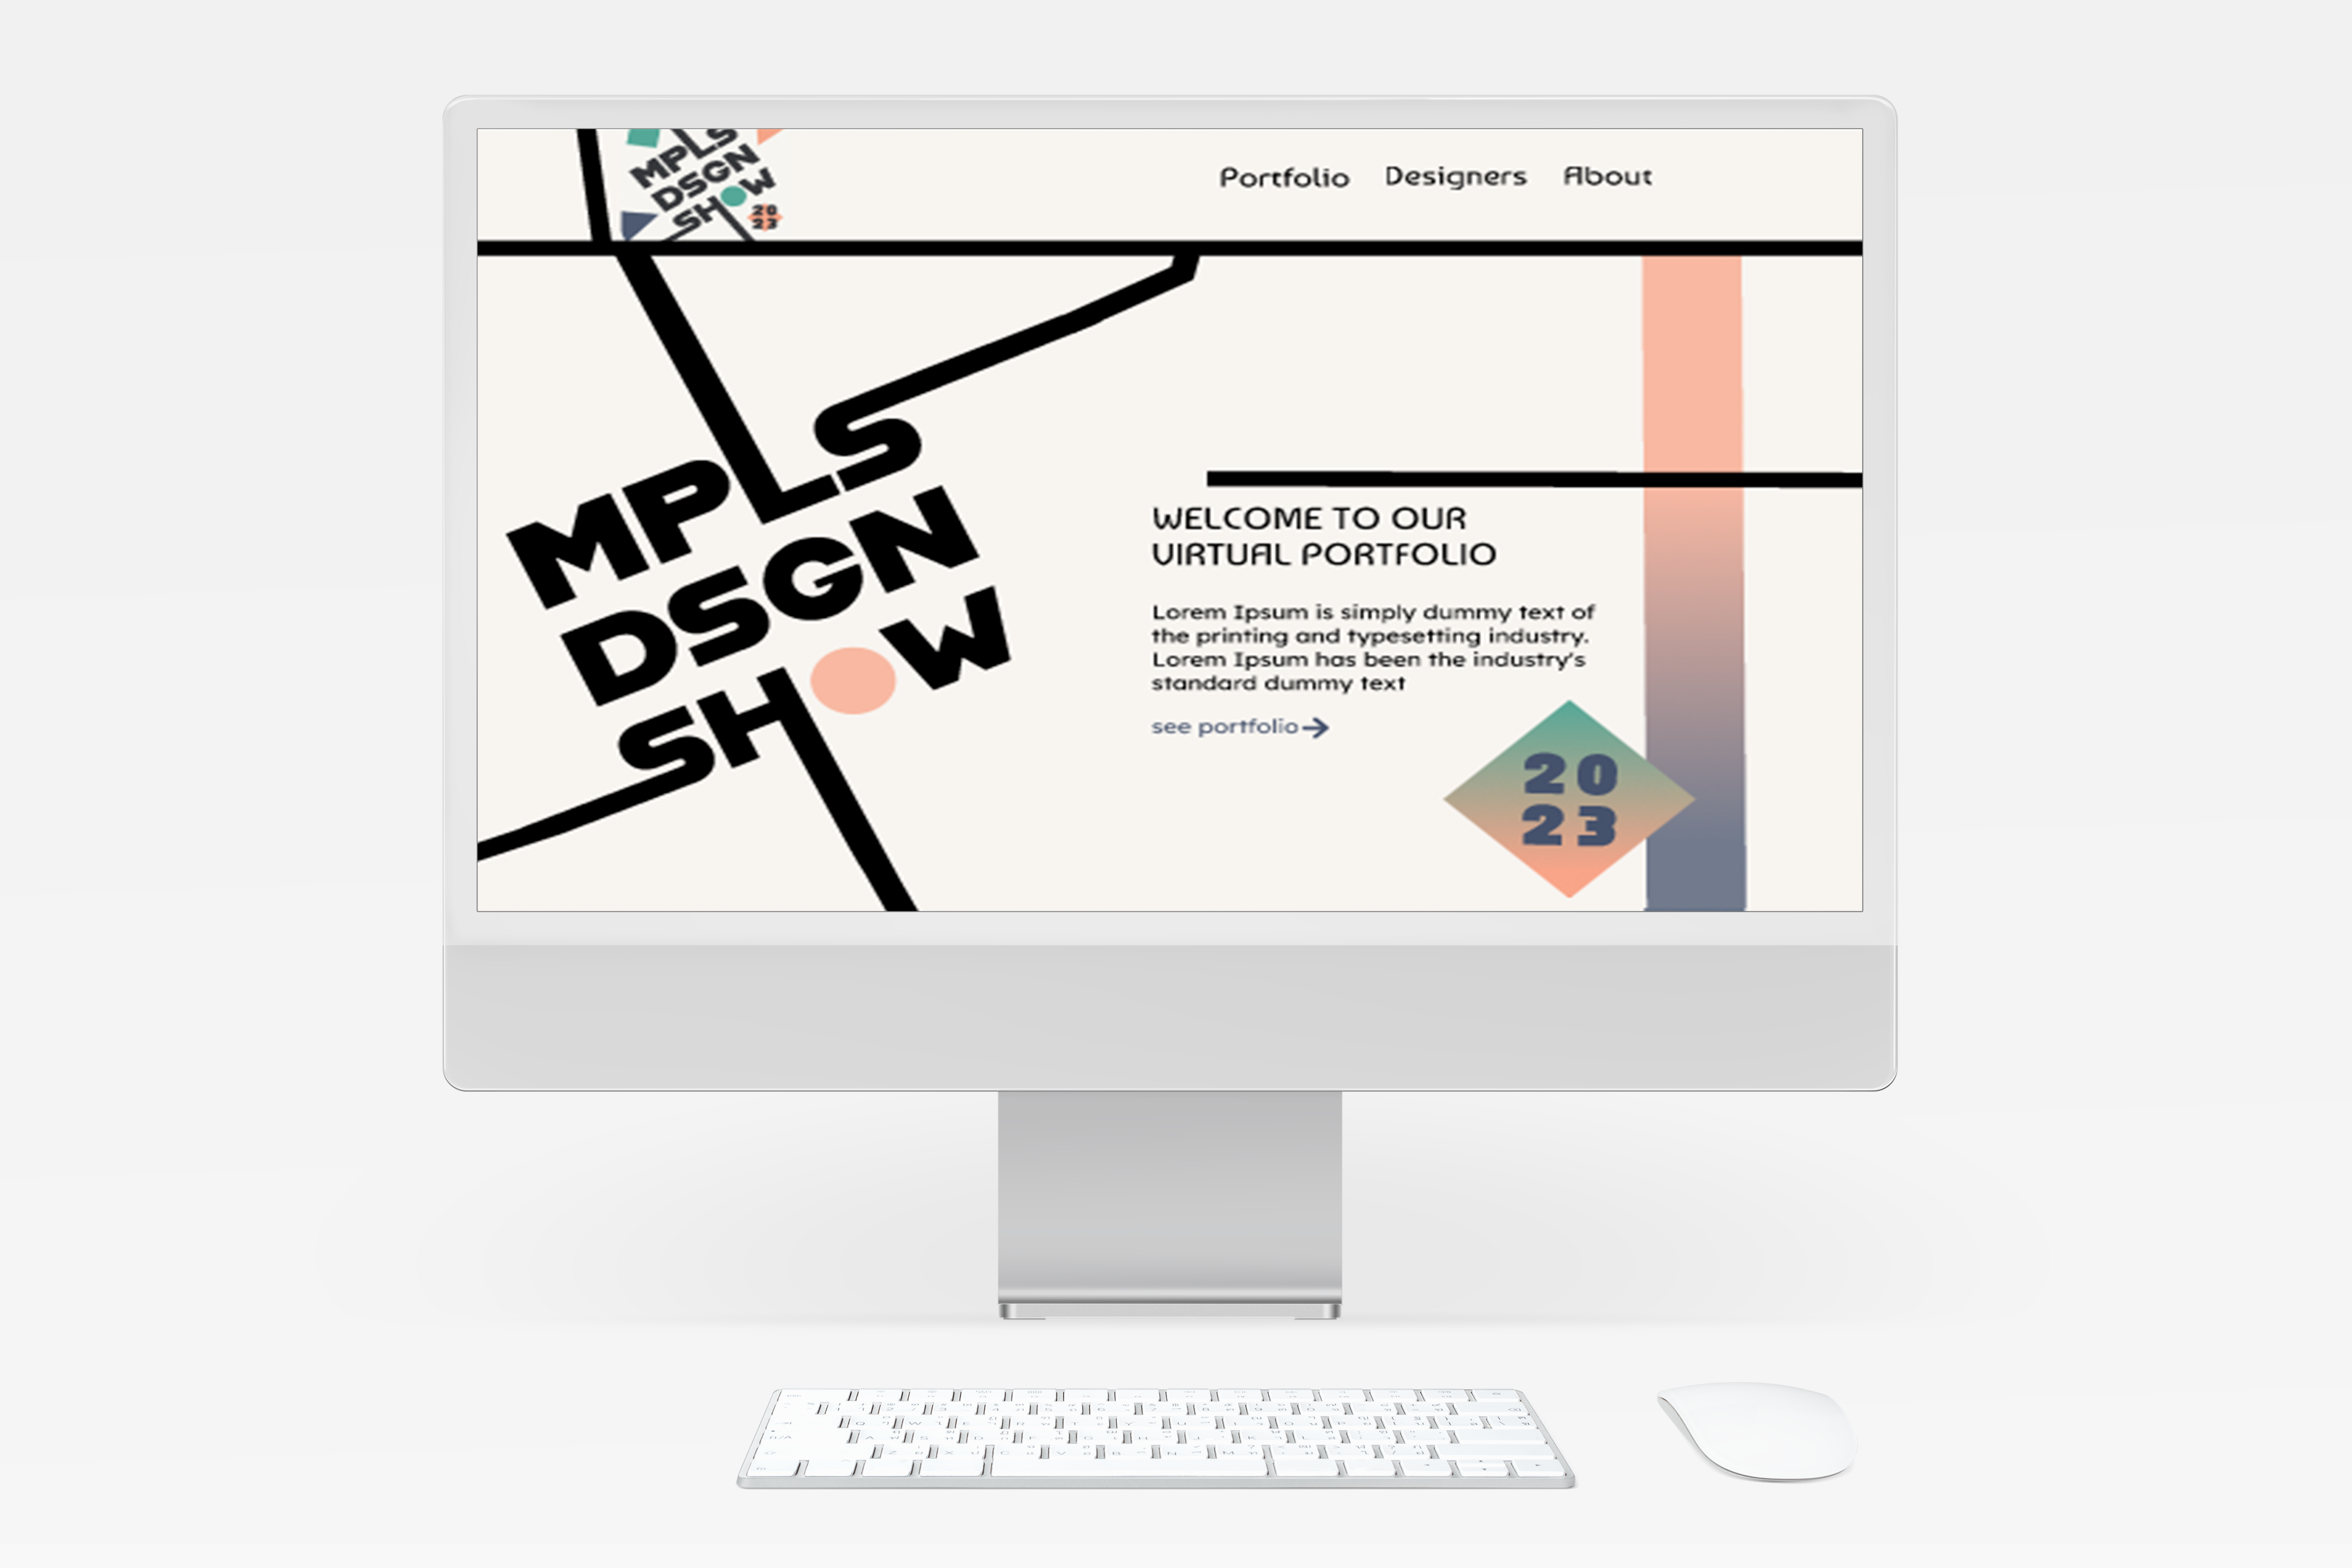 MPLS
DSGN
SHOW
20
23
Portfolio Designers About
MPLS
DSGN
SHOW
WELCOME TO OUR
VIRTUAL PORTFOLIO
Lorem Ipsum is simply dummy text of
the printing and typesetting industry.
Lorem Ipsum has been the industry's
standard dummy text
see portfolio→
20
23